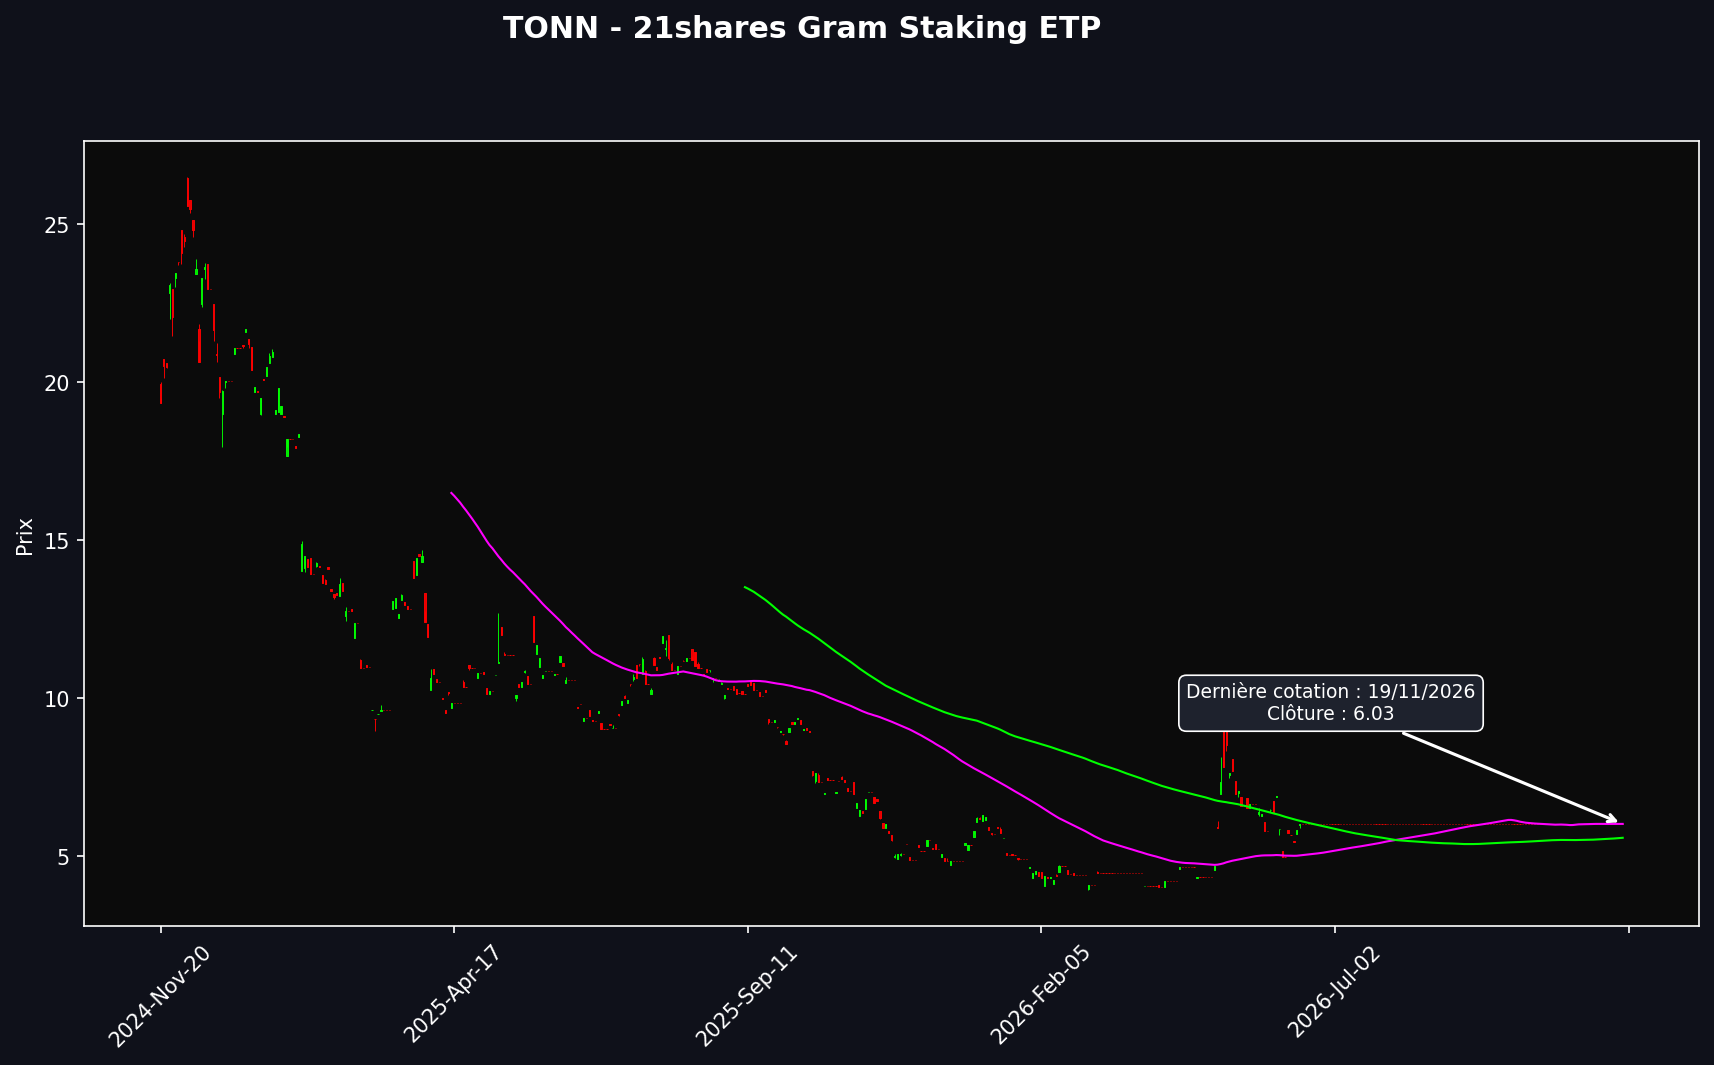 TONN - 21shares Gram Staking ETP
Prix
25
20
15
10
5
Dernière cotation : 19/11/2026
Clôture : 6.03
2024-Nov-20
2025-Apr-17
2025-Sep-11
2026-Feb-05
2026-Jul-02